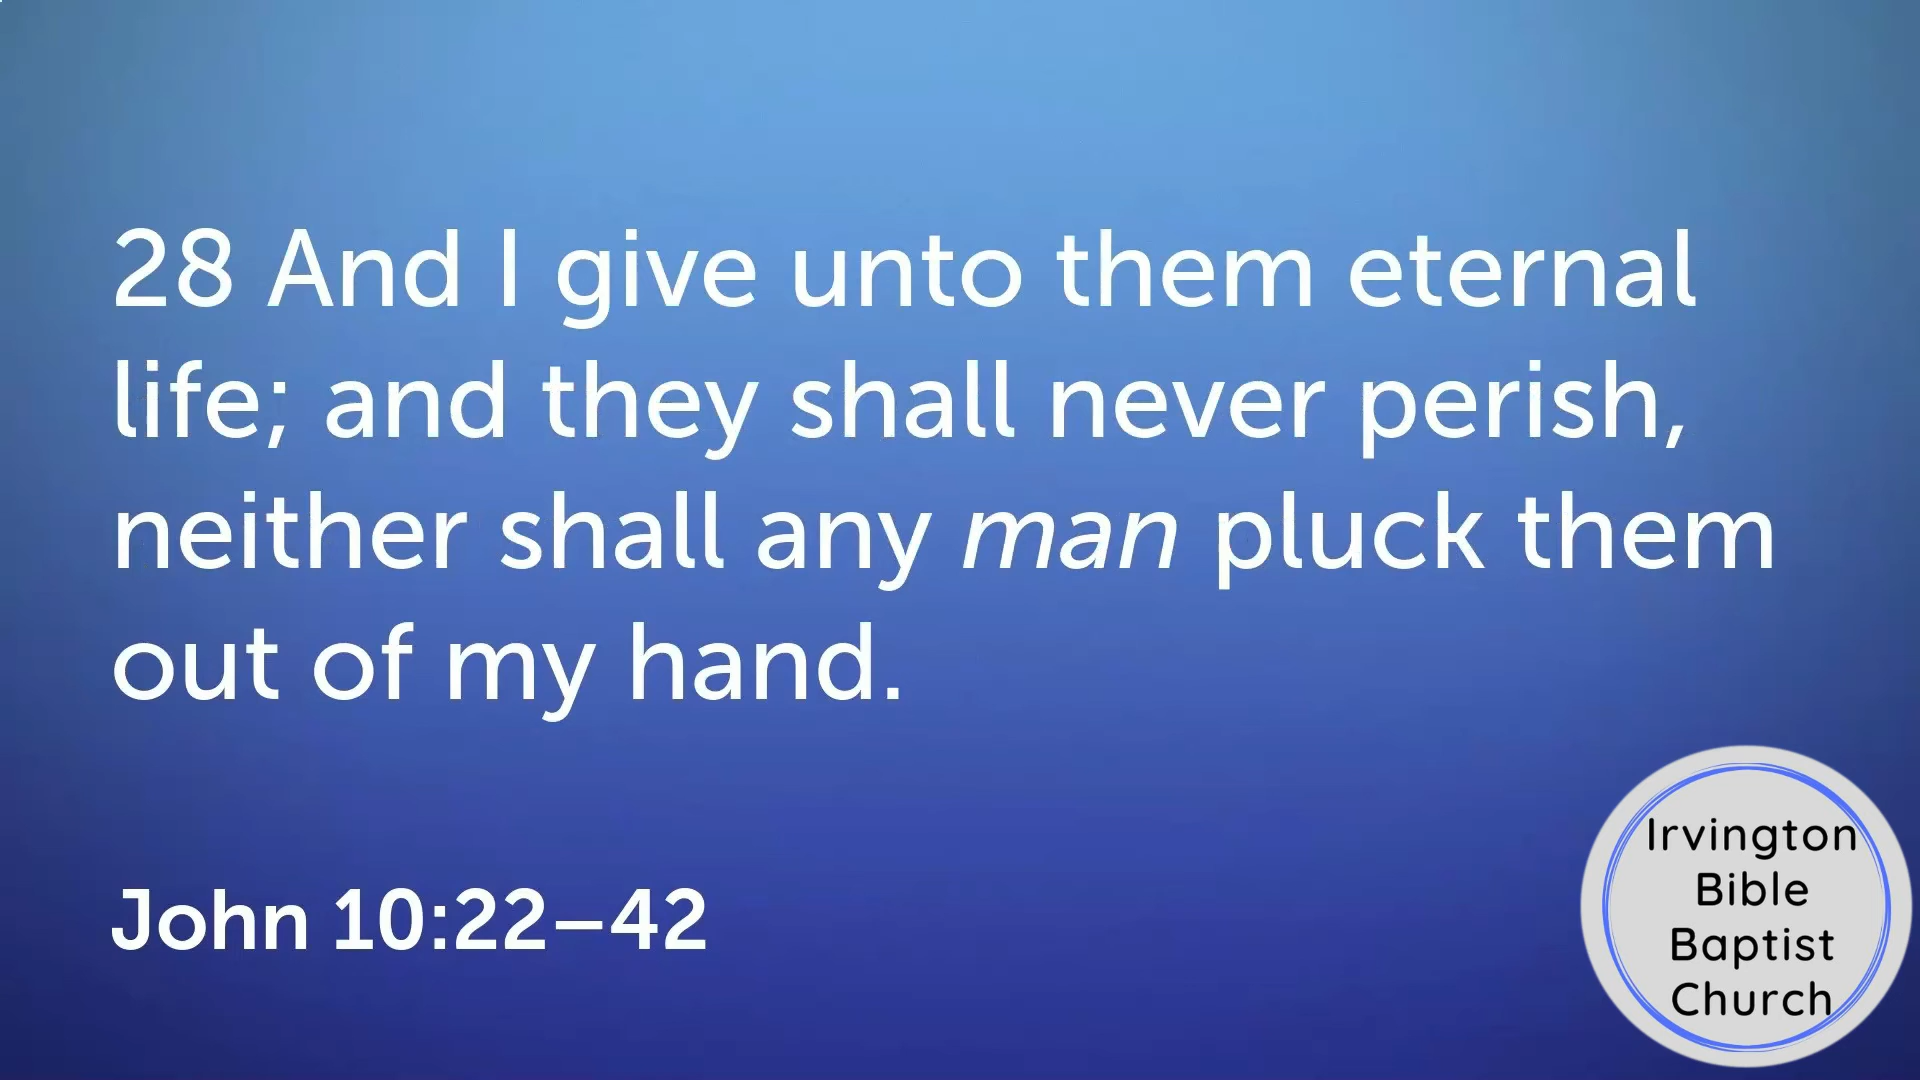 28 And I give unto them eternal
life; and they shall never perish,
neither shall any man pluck them
out of my hand.
John 10:22–42
Irvington
Bible
Baptist
Church